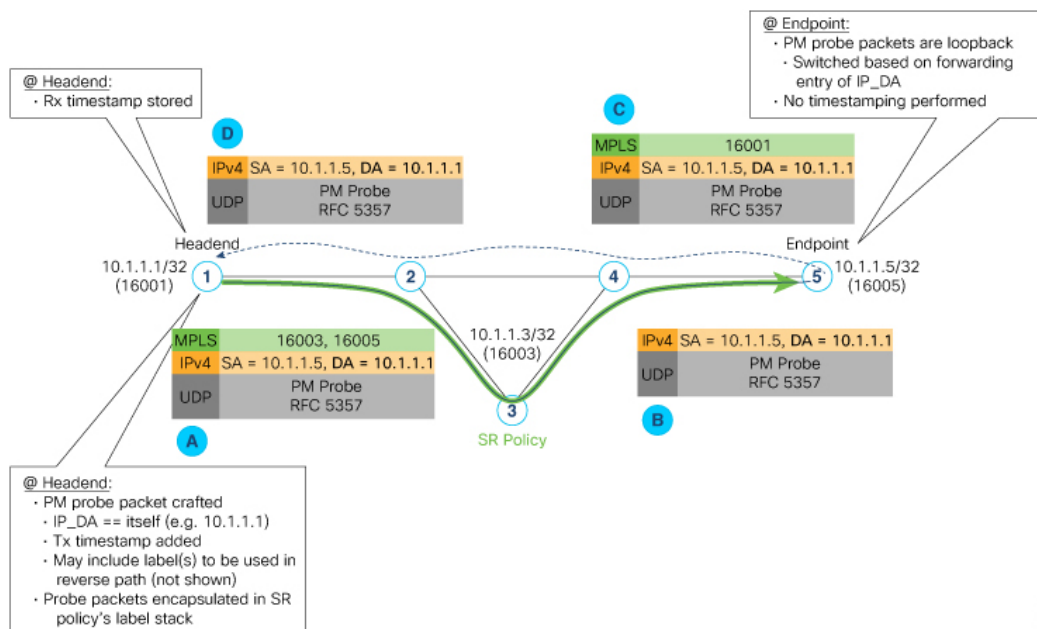 @ Headend:
· Rx timestamp stored
@ Endpoint:
· PM probe packets are loopback
· Switched based on forwarding
entry of IP_DA
· No timestamping performed
D
IPv4 SA = 10.1.1.5, DA = 10.1.1.1
UDP
PM Probe
RFC 5357
C
MPLS 16001
IPv4 SA = 10.1.1.5, DA = 10.1.1.1
UDP
PM Probe
RFC 5357
Headend
10.1.1.1/32
(16001)
1
2
4
5
Endpoint
10.1.1.5/32
(16005)
10.1.1.3/32
(16003)
3
SR Policy
MPLS 16003, 16005
IPv4 SA = 10.1.1.5, DA = 10.1.1.1
UDP
PM Probe
RFC 5357
A
IPv4 SA = 10.1.1.5, DA = 10.1.1.1
UDP
PM Probe
RFC 5357
B
@ Headend:
· PM probe packet crafted
· IP_DA == itself (e.g. 10.1.1.1)
· Tx timestamp added
· May include label(s) to be used in
reverse path (not shown)
· Probe packets encapsulated in SR
policy's label stack